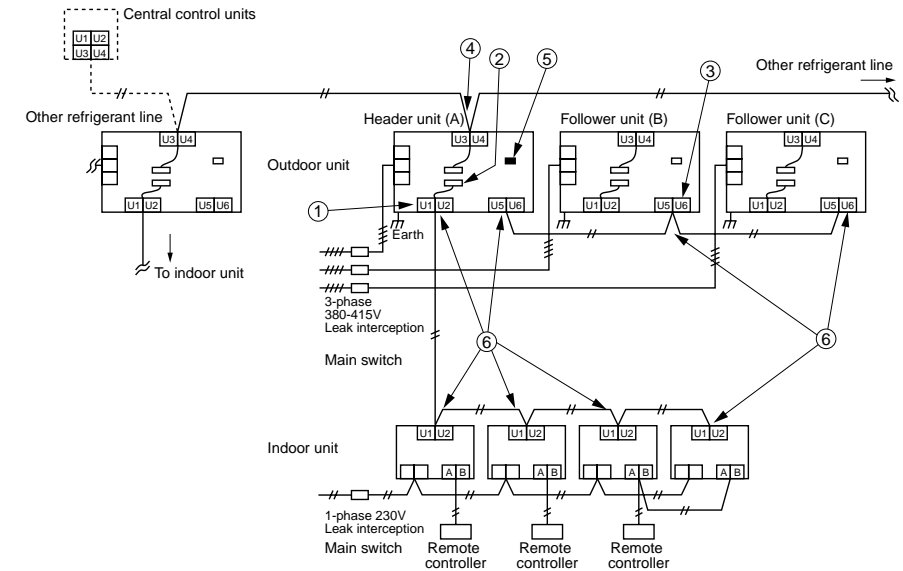 Central control units
U1 U2
U3 U4
4
2
5
3
Other refrigerant line
Other refrigerant line
Header unit (A)
Follower unit (B)
Follower unit (C)
U3 U4
U3 U4
U3 U4
U3 U4
Outdoor unit
U1 U2
U5 U6
1
U1 U2
U5 U6
U1 U2
U5 U6
U1 U2
U5 U6
Earth
To indoor unit
3-phase
380-415V
Leak interception
Main switch
6
6
U1 U2
U1 U2
U1 U2
U1 U2
Indoor unit
A B
A B
A B
A B
1-phase 230V
Leak interception
Main switch
Remote
controller
Remote
controller
Remote
controller